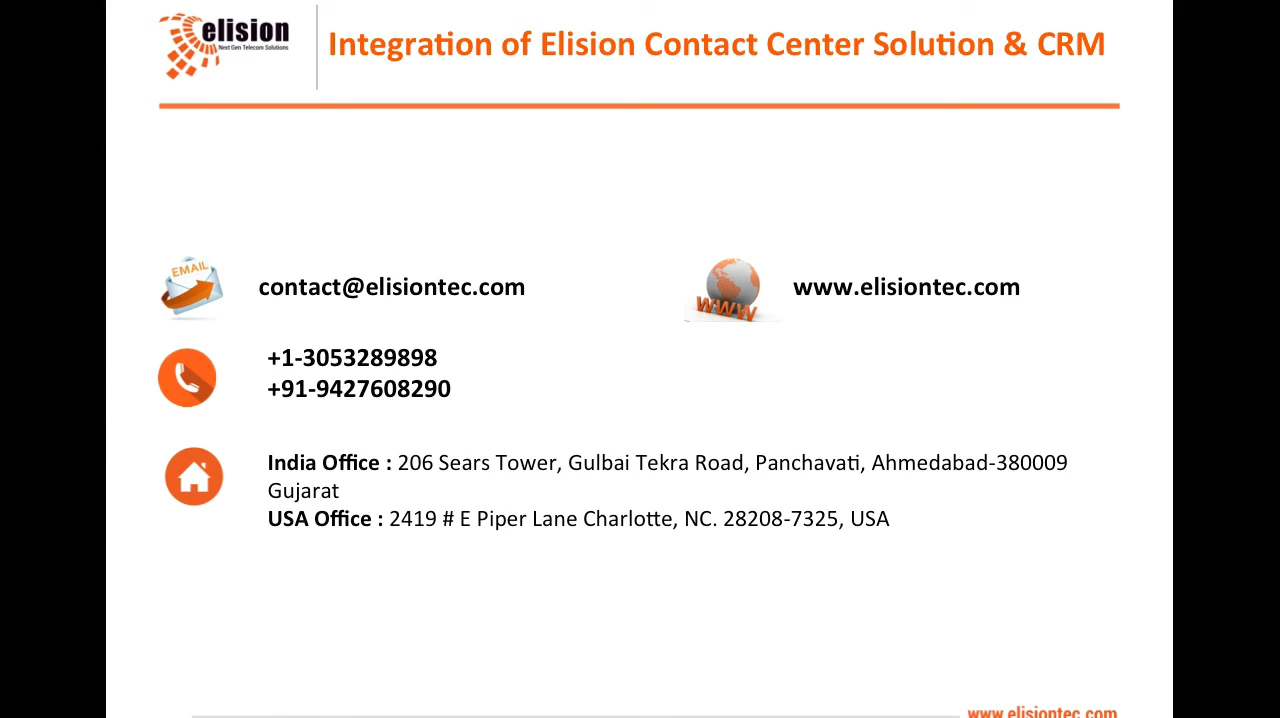 elision
Next Gen Telecom Solutions
Integration of Elision Contact Center Solution & CRM
EMAIL
contact@elisiontec.com
WWW
www.elisiontec.com
+1-3053289898
+91-9427608290
India Office : 206 Sears Tower, Gulbai Tekra Road, Panchavati, Ahmedabad-380009
Gujarat
USA Office : 2419 # E Piper Lane Charlotte, NC. 28208-7325, USA
www.elisiontec.com